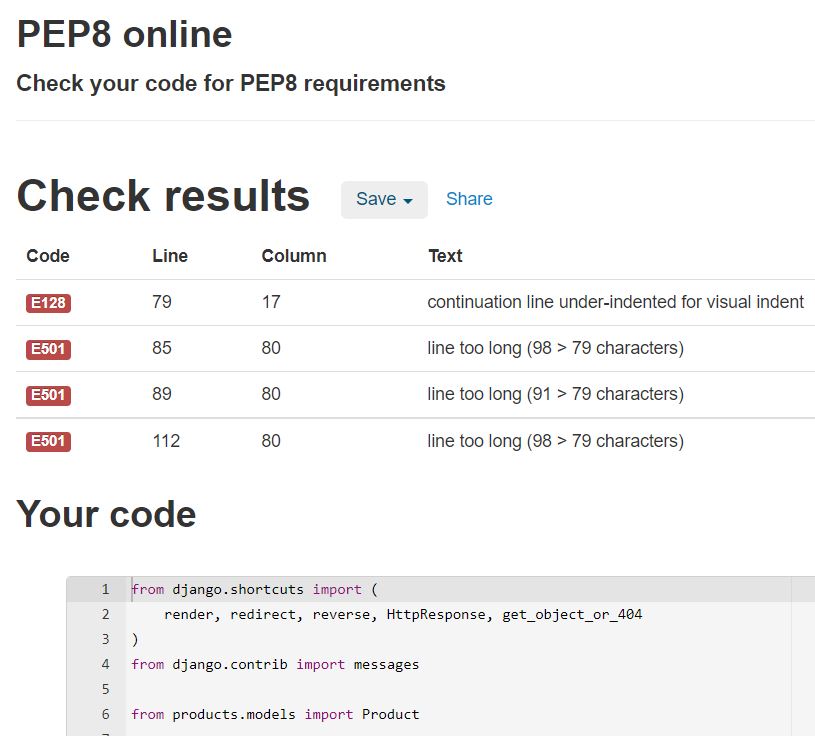 PEP8 online
Check your code for PEP8 requirements
Check results Save Share
Code Line Column Text
E128 79 17 continuation line under-indented for visual indent
E501 85 80 line too long (98 > 79 characters)
E501 89 80 line too long (91 > 79 characters)
E501 112 80 line too long (98 > 79 characters)
Your code
1 from django.shortcuts import (
2 render, redirect, reverse, HttpResponse, get_object_or_404
3 )
4 from django.contrib import messages
5
6 from products.models import Product